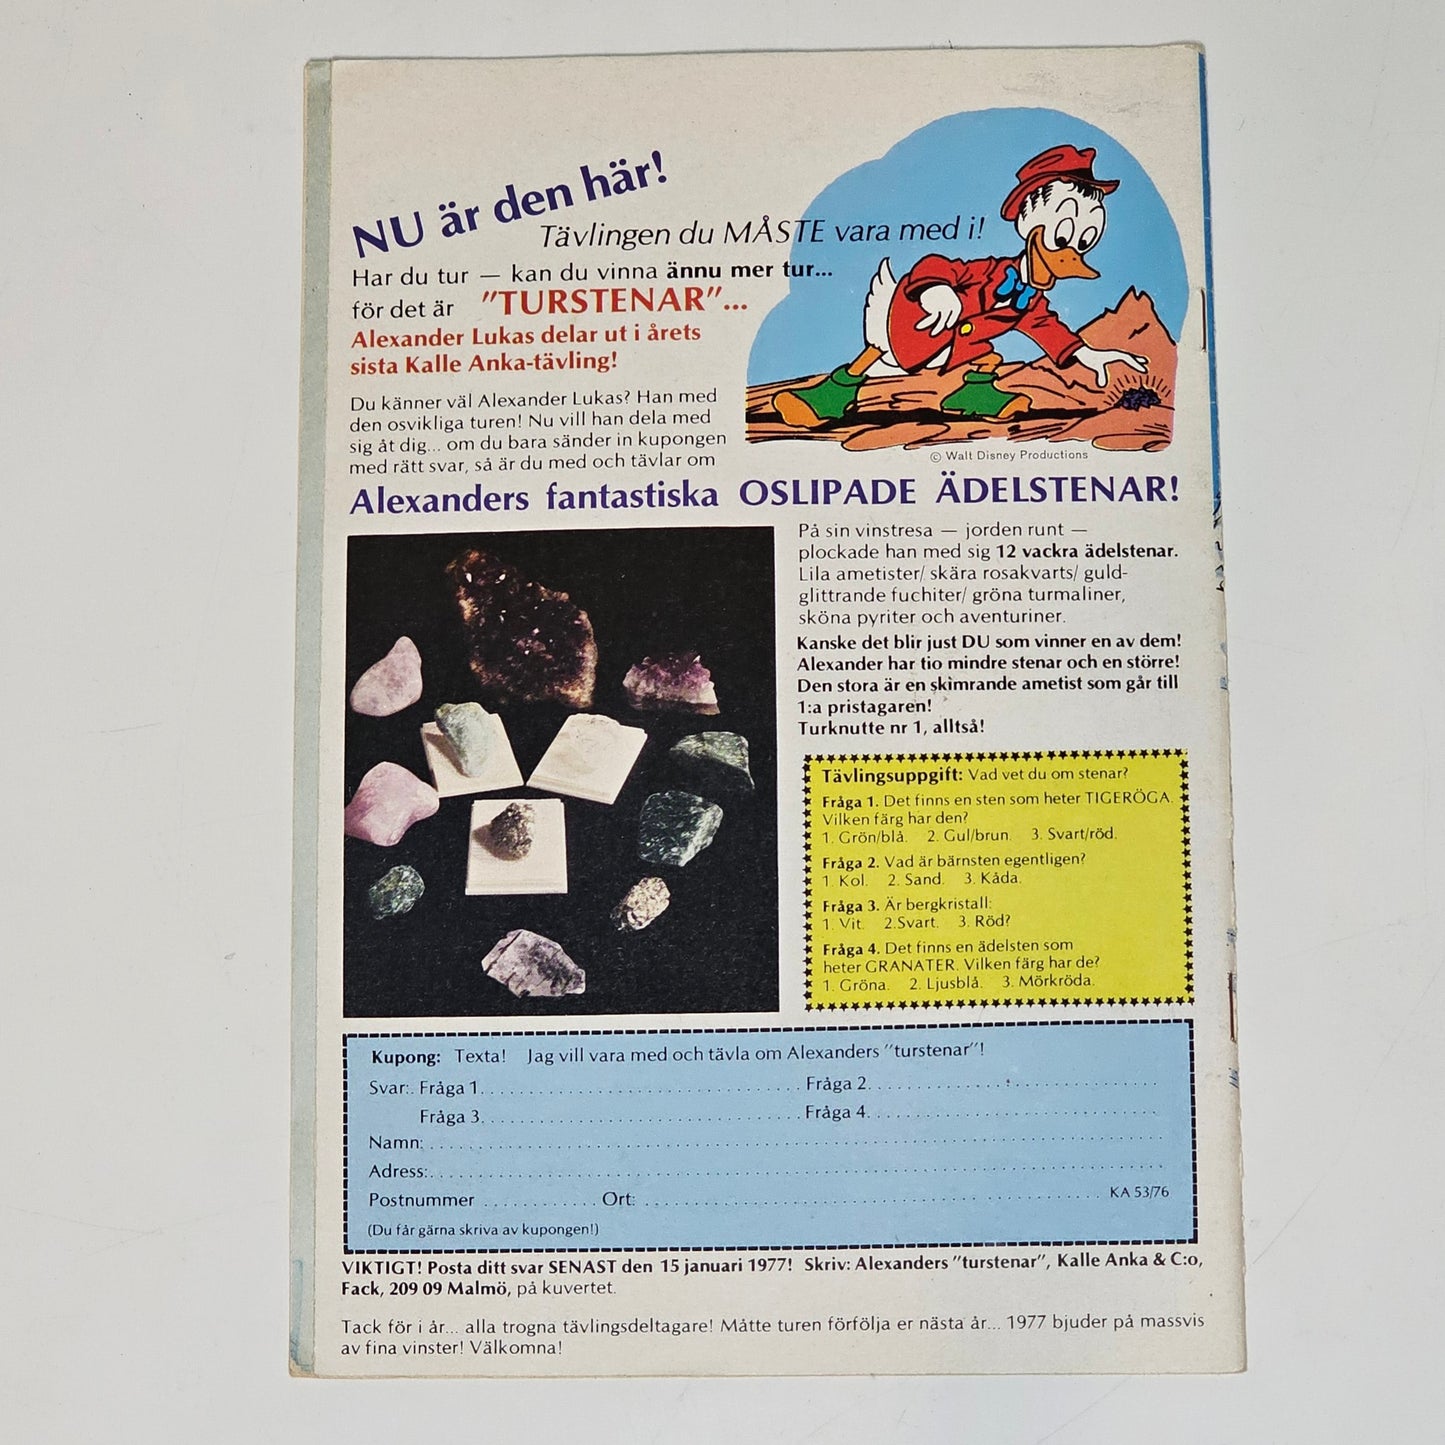 NU är den här!
Tävlingen du MÅSTE vara med i!
Har du tur — kan du vinna ännu mer tur...
för det är "TURSTENAR"...
Alexander Lukas delar ut i årets
sista Kalle Anka-tävling!
Du känner väl Alexander Lukas? Han med
den osvikliga turen! Nu vill han dela med
sig åt dig... om du bara sänder in kupongen
med rätt svar, så är du med och tävlar om
© Walt Disney Productions
Alexanders fantastiska OSLIPADE ÄDELSTENAR!
På sin vinstresa — jorden runt —
plockade han med sig 12 vackra ädelstenar.
Lila ametister/ skära rosakvarts/ guld-
glittrande fuchiter/ gröna turmaliner,
sköna pyriter och aventuriner.
Kanske det blir just DU som vinner en av dem!
Alexander har tio mindre stenar och en större!
Den stora är en skimrande ametist som går till
1:a pristagaren!
Turknutte nr 1, alltså!
Tävlingsuppgift: Vad vet du om stenar?
Fråga 1. Det finns en sten som heter TIGERÖGA.
Vilken färg har den?
1. Grön/blå. 2. Gul/brun. 3. Svart/röd.
Fråga 2. Vad är bärnsten egentligen?
1. Kol. 2. Sand. 3. Kåda.
Fråga 3. Är bergkristall:
1. Vit. 2.Svart. 3. Röd?
Fråga 4. Det finns en ädelsten som
heter GRANATER. Vilken färg har de?
1. Gröna. 2. Ljusblå. 3. Mörkröda.
Kupong: Texta! Jag vill vara med och tävla om Alexanders "turstenar"!
Svar:. Fråga 1. Fråga 2.
Fråga 3. Fråga 4.
Namn:
Adress:
Postnummer Ort: KA 53/76
(Du får gärna skriva av kupongen!)
VIKTIGT! Posta ditt svar SENAST den 15 januari 1977! Skriv: Alexanders "turstenar", Kalle Anka & C:o,
Fack, 209 09 Malmö, på kuvertet.
Tack för i år... alla trogna tävlingsdeltagare! Måtte turen förfölja er nästa år... 1977 bjuder på massvis
av fina vinster! Välkomna!